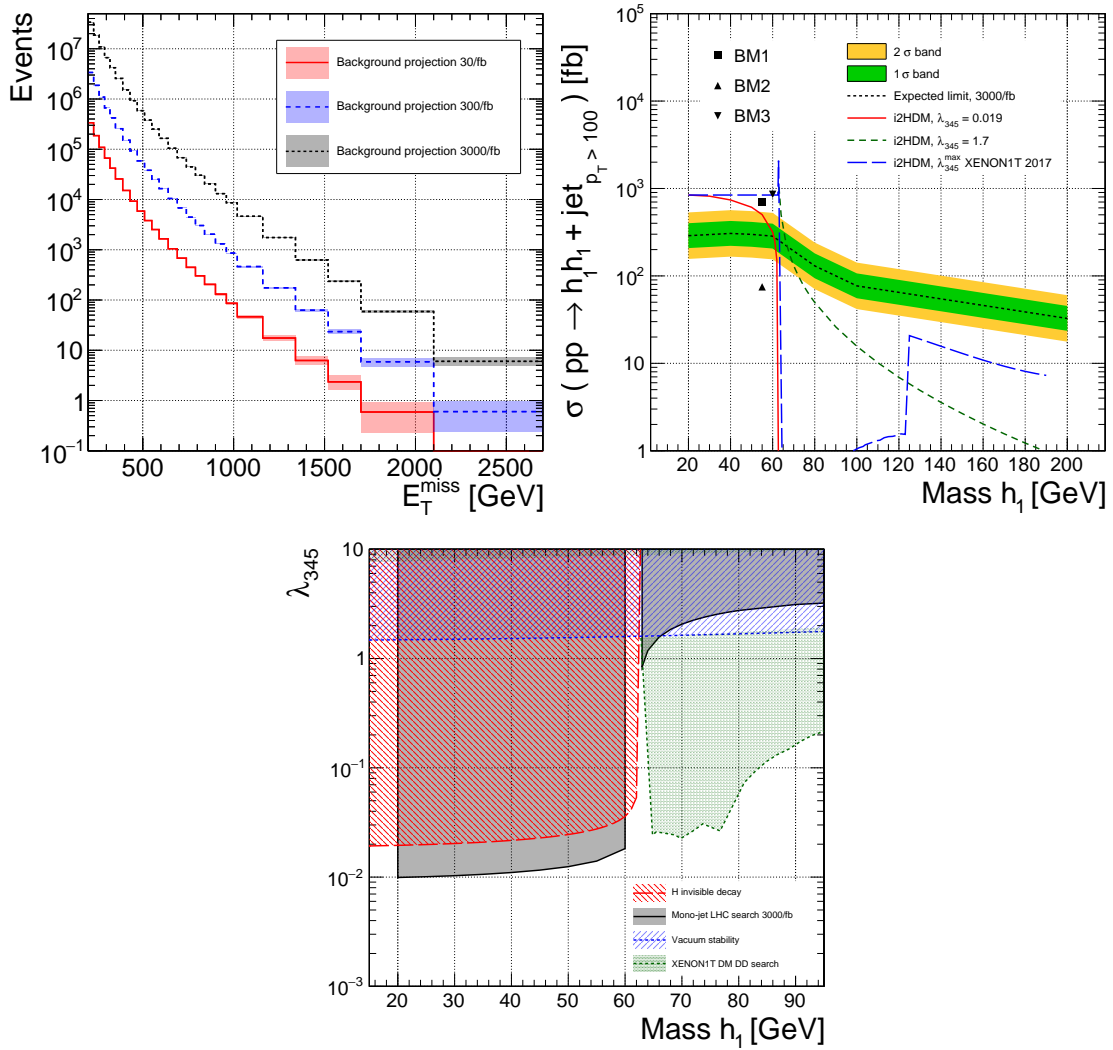 Events
10^7
10^6
10^5
10^4
10^3
10^2
10
1
10^−1
Background projection 30/fb
Background projection 300/fb
Background projection 3000/fb
500 1000 1500 2000 2500
E_T^miss [GeV]
σ ( pp → h_1h_1 + jet_{p_T > 100} ) [fb]
10^5
10^4
10^3
10^2
10
1
BM1
BM2
BM3
2 σ band
1 σ band
Expected limit, 3000/fb
i2HDM, λ_345 = 0.019
i2HDM, λ_345 = 1.7
i2HDM, λ_345^max XENON1T 2017
20 40 60 80 100 120 140 160 180 200
Mass h_1 [GeV]
λ_345
10
1
10^−1
10^−2
10^−3
H invisible decay
Mono-jet LHC search 3000/fb
Vacuum stability
XENON1T DM DD search
20 30 40 50 60 70 80 90
Mass h_1 [GeV]